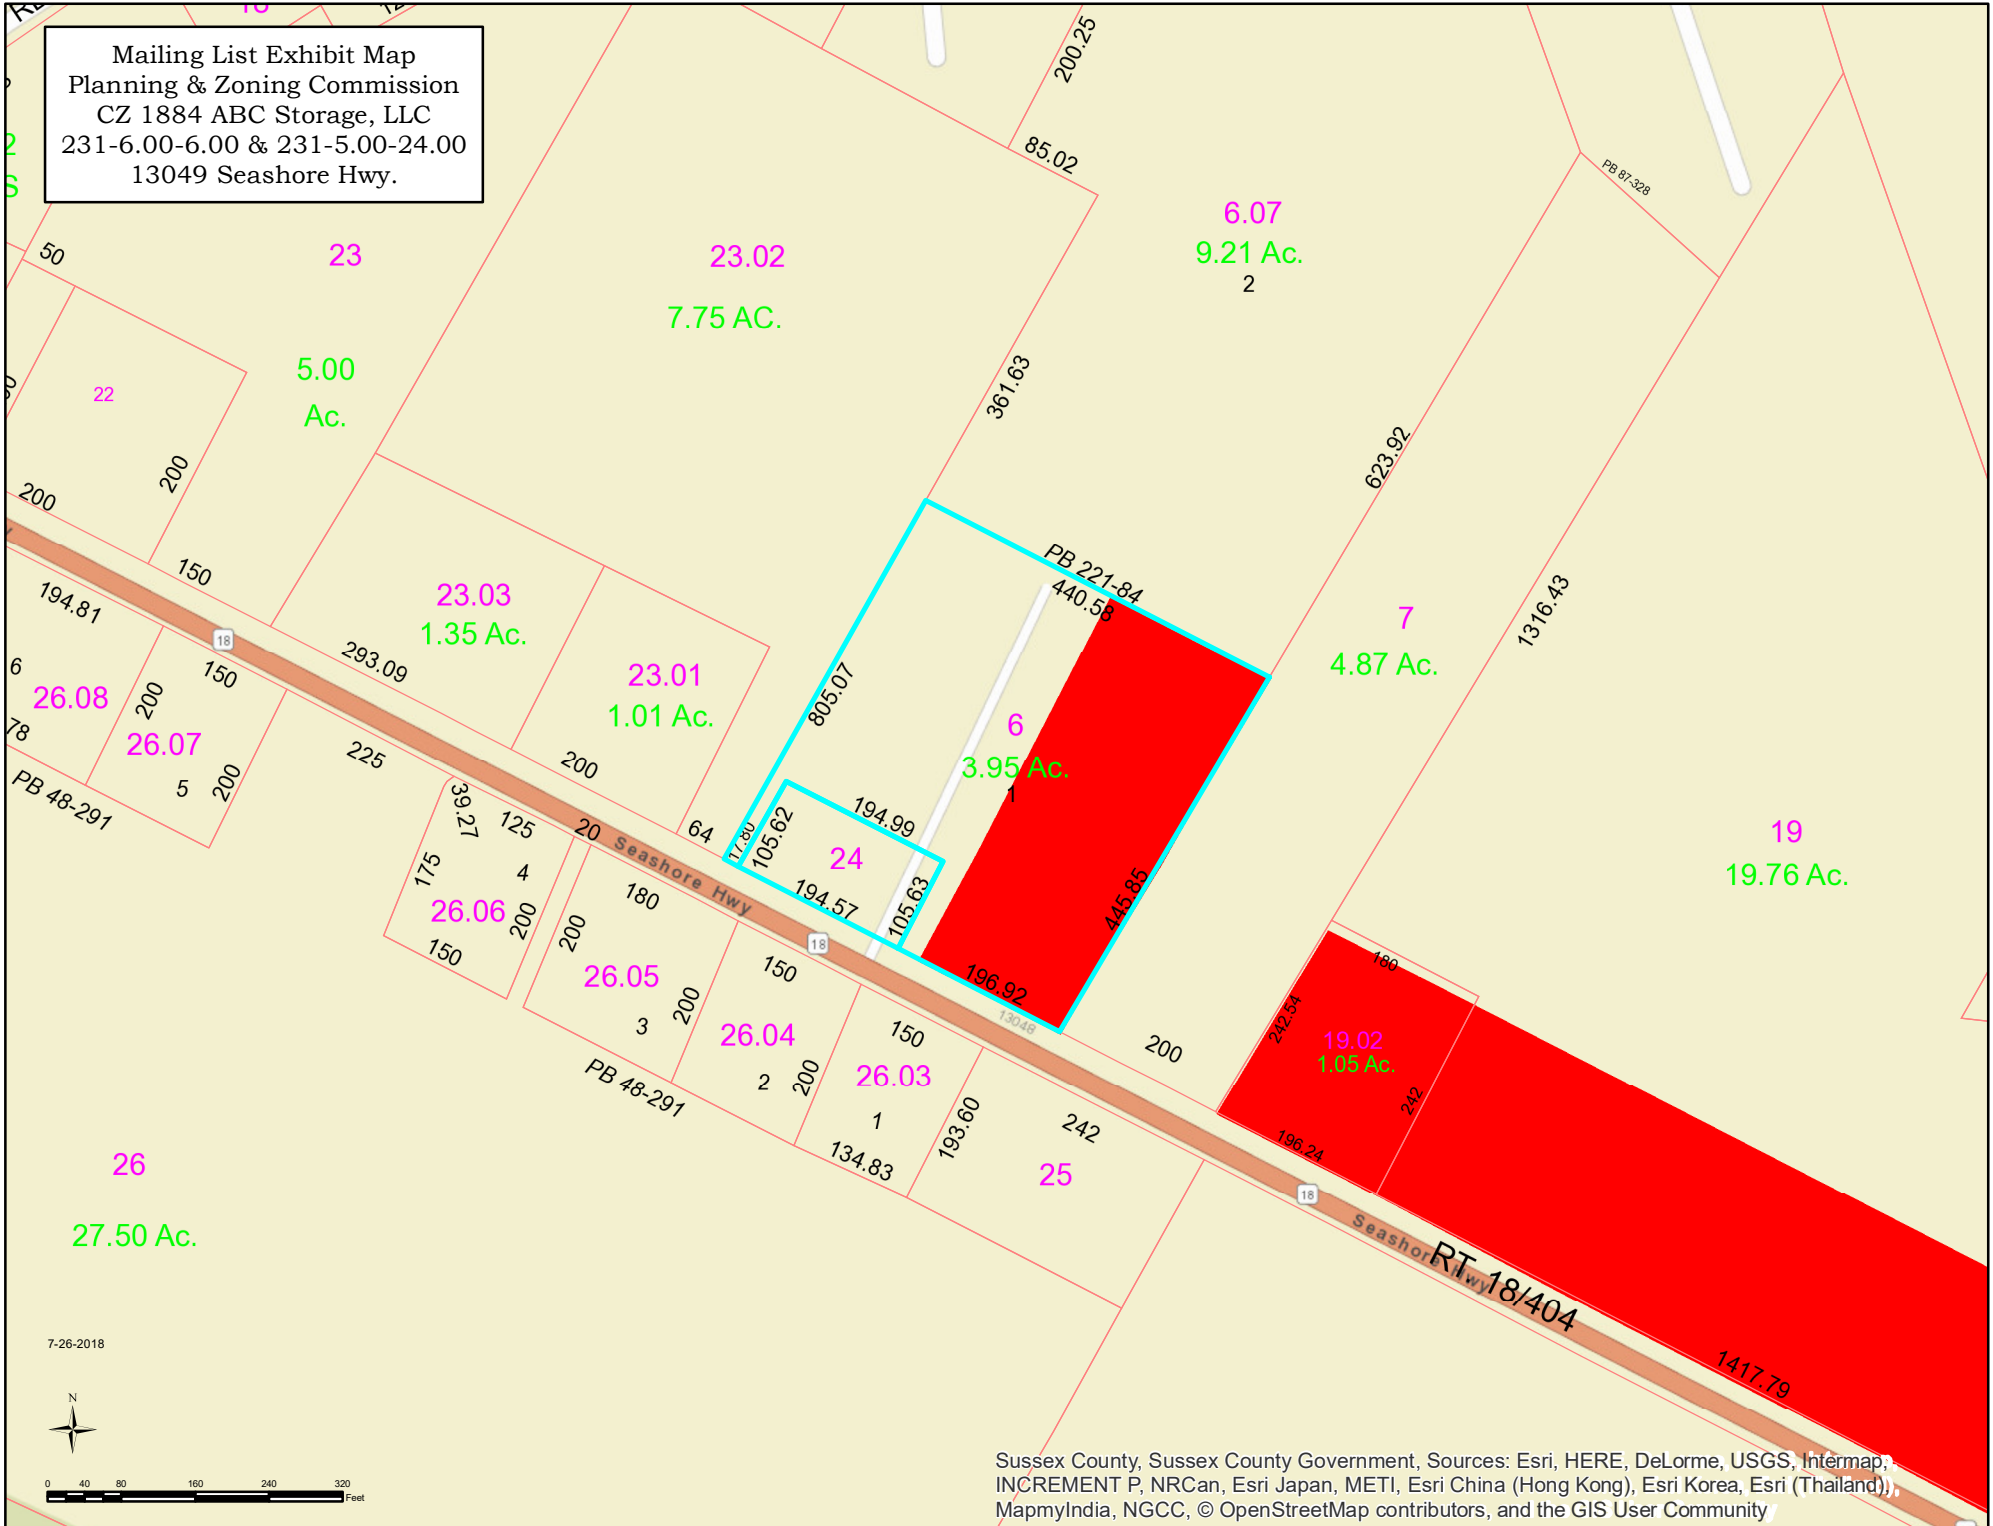 Mailing List Exhibit Map
Planning & Zoning Commission
CZ 1884 ABC Storage, LLC
231-6.00-6.00 & 231-5.00-24.00
13049 Seashore Hwy.
200.25
85.02
PB 87-328
6.07
9.21 Ac.
2
50
23
23.02
7.75 AC.
5.00
Ac.
22
200
200
361.63
623.92
1316.43
150
194.81
18
23.03
1.35 Ac.
293.09
PB 221-84
440.58
7
4.87 Ac.
6
26.08
78
200
150
26.07
5
200
PB 48-291
225
23.01
1.01 Ac.
200
64
805.07
6
3.95 Ac.
1
17.80
105.62
194.99
24
194.57
105.63
445.85
196.92
13048
19
19.76 Ac.
39.27
125
20
Seashore Hwy
175
4
26.06
200
150
180
200
26.05
3
200
18
150
26.04
2
200
150
26.03
1
134.83
193.60
PB 48-291
242
25
200
180
242.54
19.02
1.05 Ac.
242
196.24
26
27.50 Ac.
18
Seashore Hwy
RT. 18/404
1417.79
7-26-2018
N
0 40 80 160 240 320
Feet
Sussex County, Sussex County Government, Sources: Esri, HERE, DeLorme, USGS, Intermap,
INCREMENT P, NRCan, Esri Japan, METI, Esri China (Hong Kong), Esri Korea, Esri (Thailand),
MapmyIndia, NGCC, © OpenStreetMap contributors, and the GIS User Community